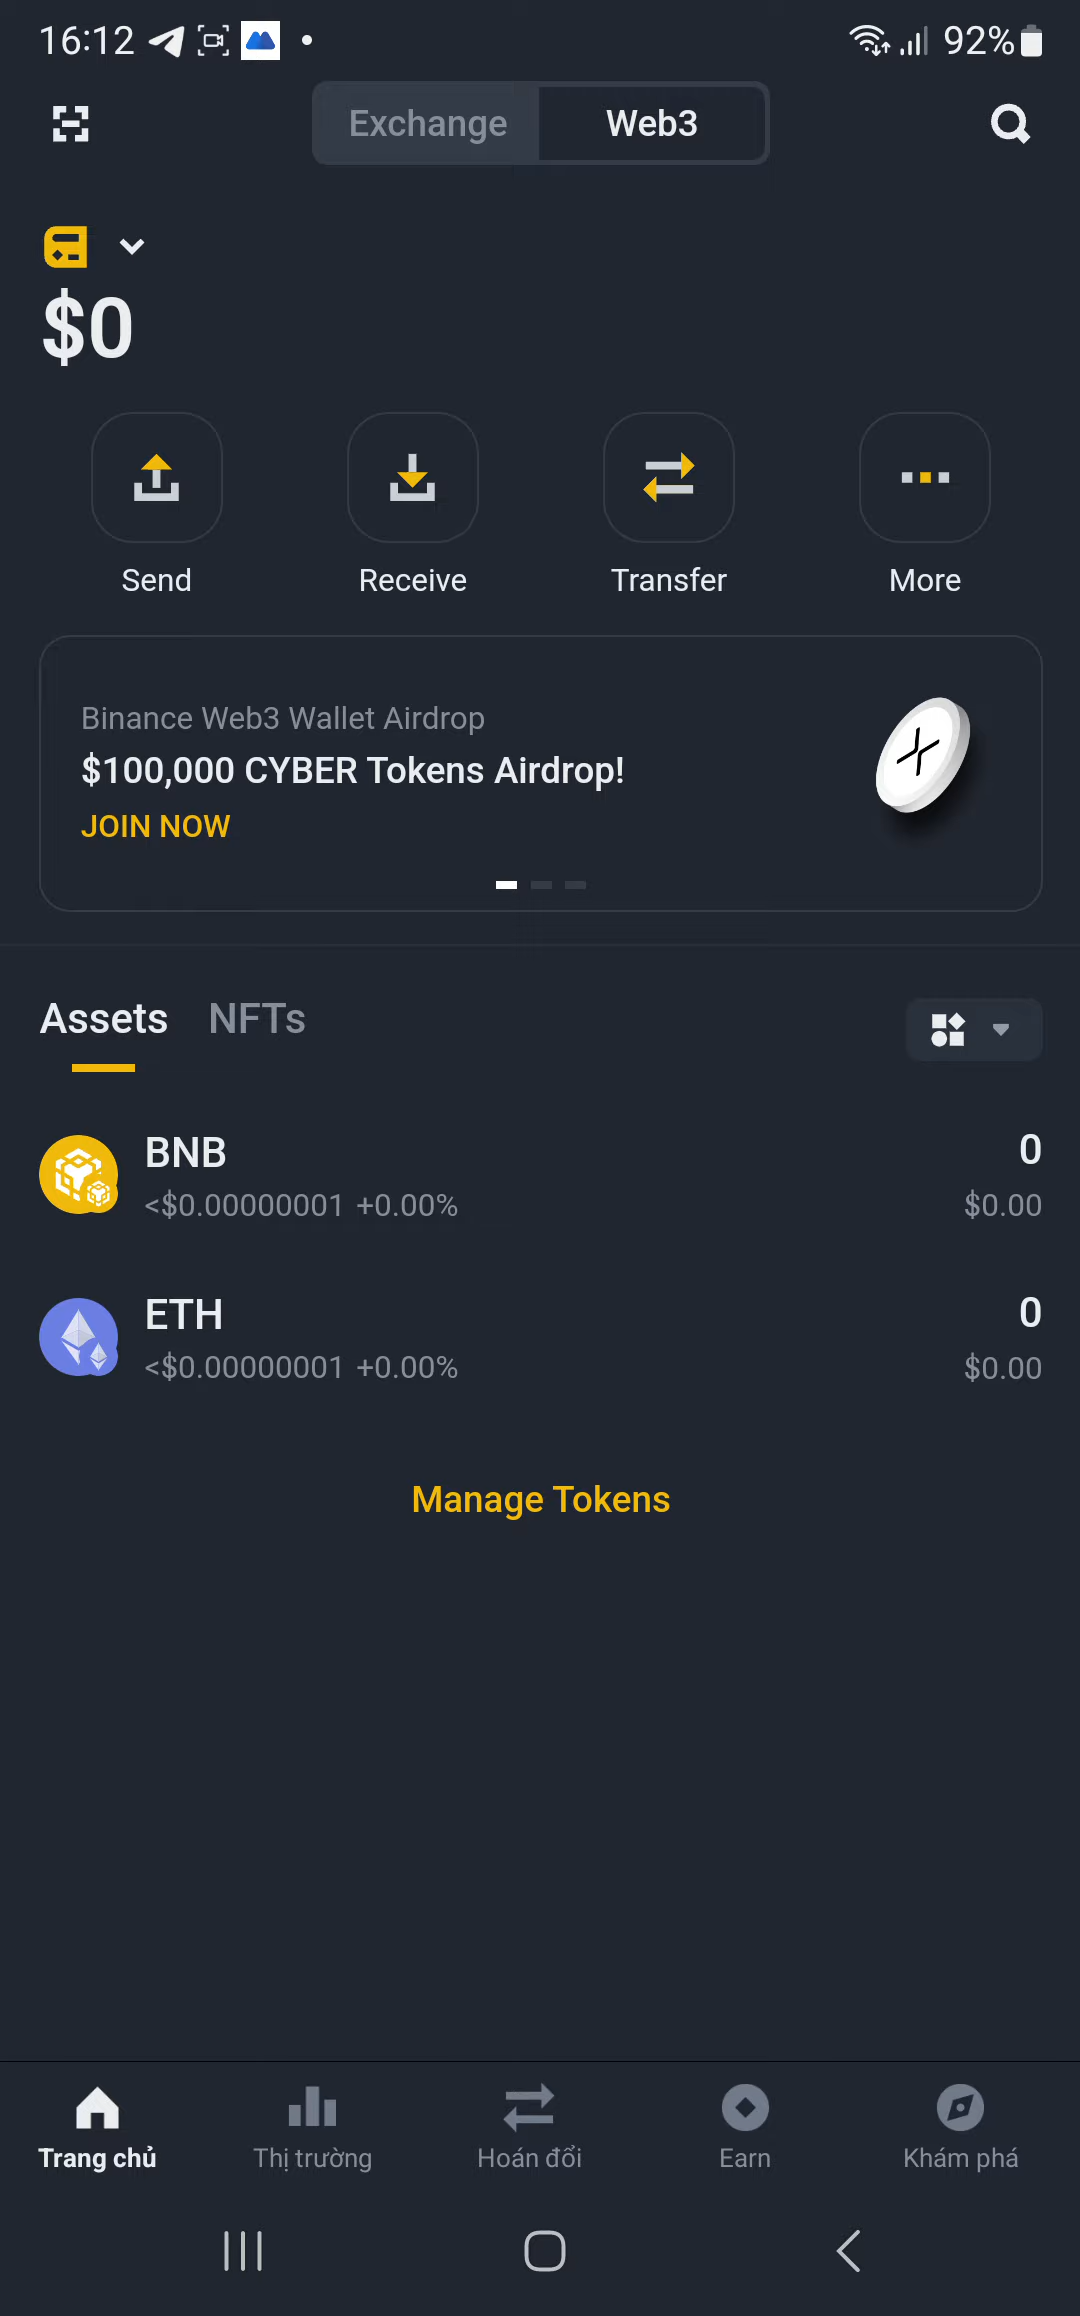 16:12
92%
Exchange
Web3
$0
Send
Receive
Transfer
More
Binance Web3 Wallet Airdrop
$100,000 CYBER Tokens Airdrop!
JOIN NOW
Assets
NFTs
BNB
0
<$0.00000001 +0.00%
$0.00
ETH
0
<$0.00000001 +0.00%
$0.00
Manage Tokens
Trang chủ
Thị trường
Hoán đổi
Earn
Khám phá